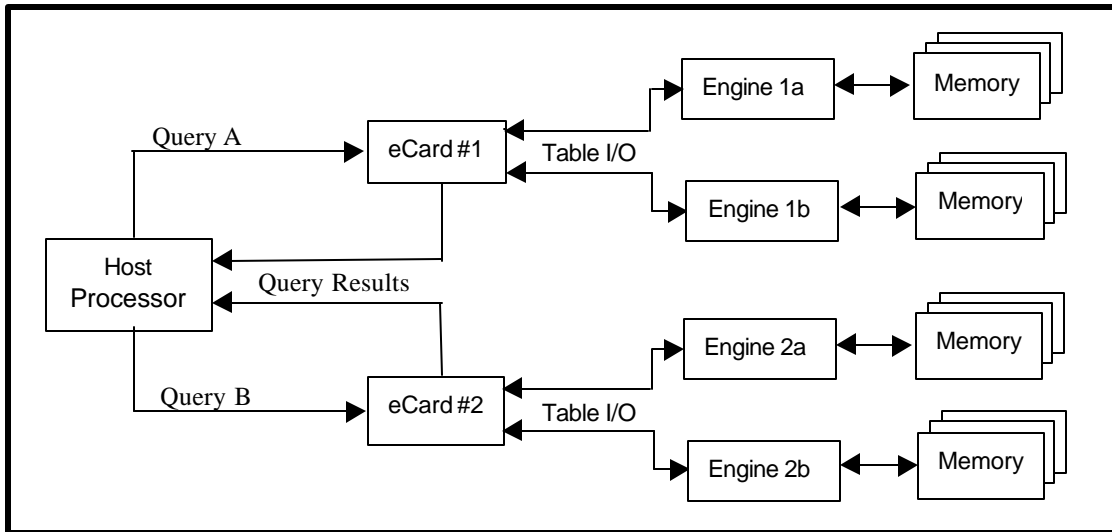 Engine 1a
Memory
Query A
eCard #1
Table I/O
Engine 1b
Memory
Host
Processor
Query Results
Engine 2a
Memory
Query B
eCard #2
Table I/O
Engine 2b
Memory